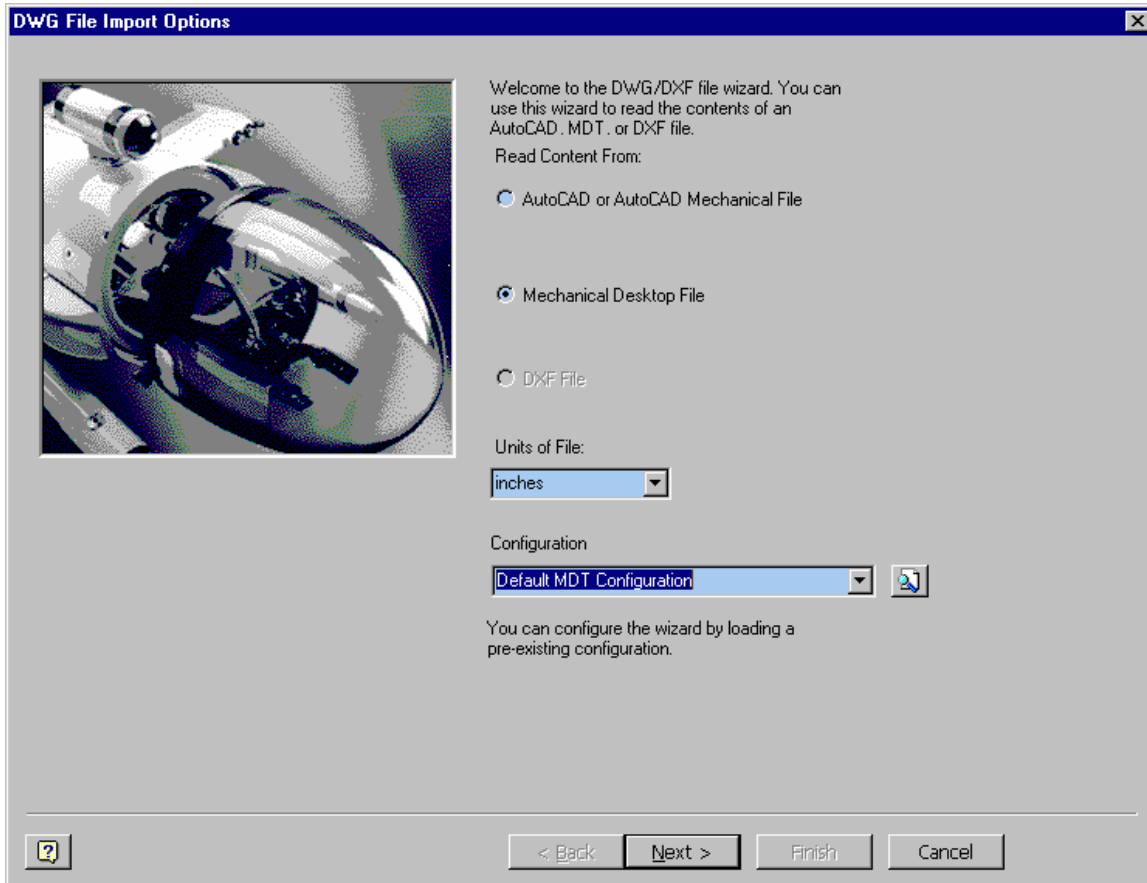 DWG File Import Options
Welcome to the DWG/DXF file wizard. You can
use this wizard to read the contents of an
AutoCAD, MDT, or DXF file.
Read Content From:
AutoCAD or AutoCAD Mechanical File
Mechanical Desktop File
DXF File
Units of File:
inches
Configuration
Default MDT Configuration
You can configure the wizard by loading a
pre-existing configuration.
< Back
Next >
Finish
Cancel